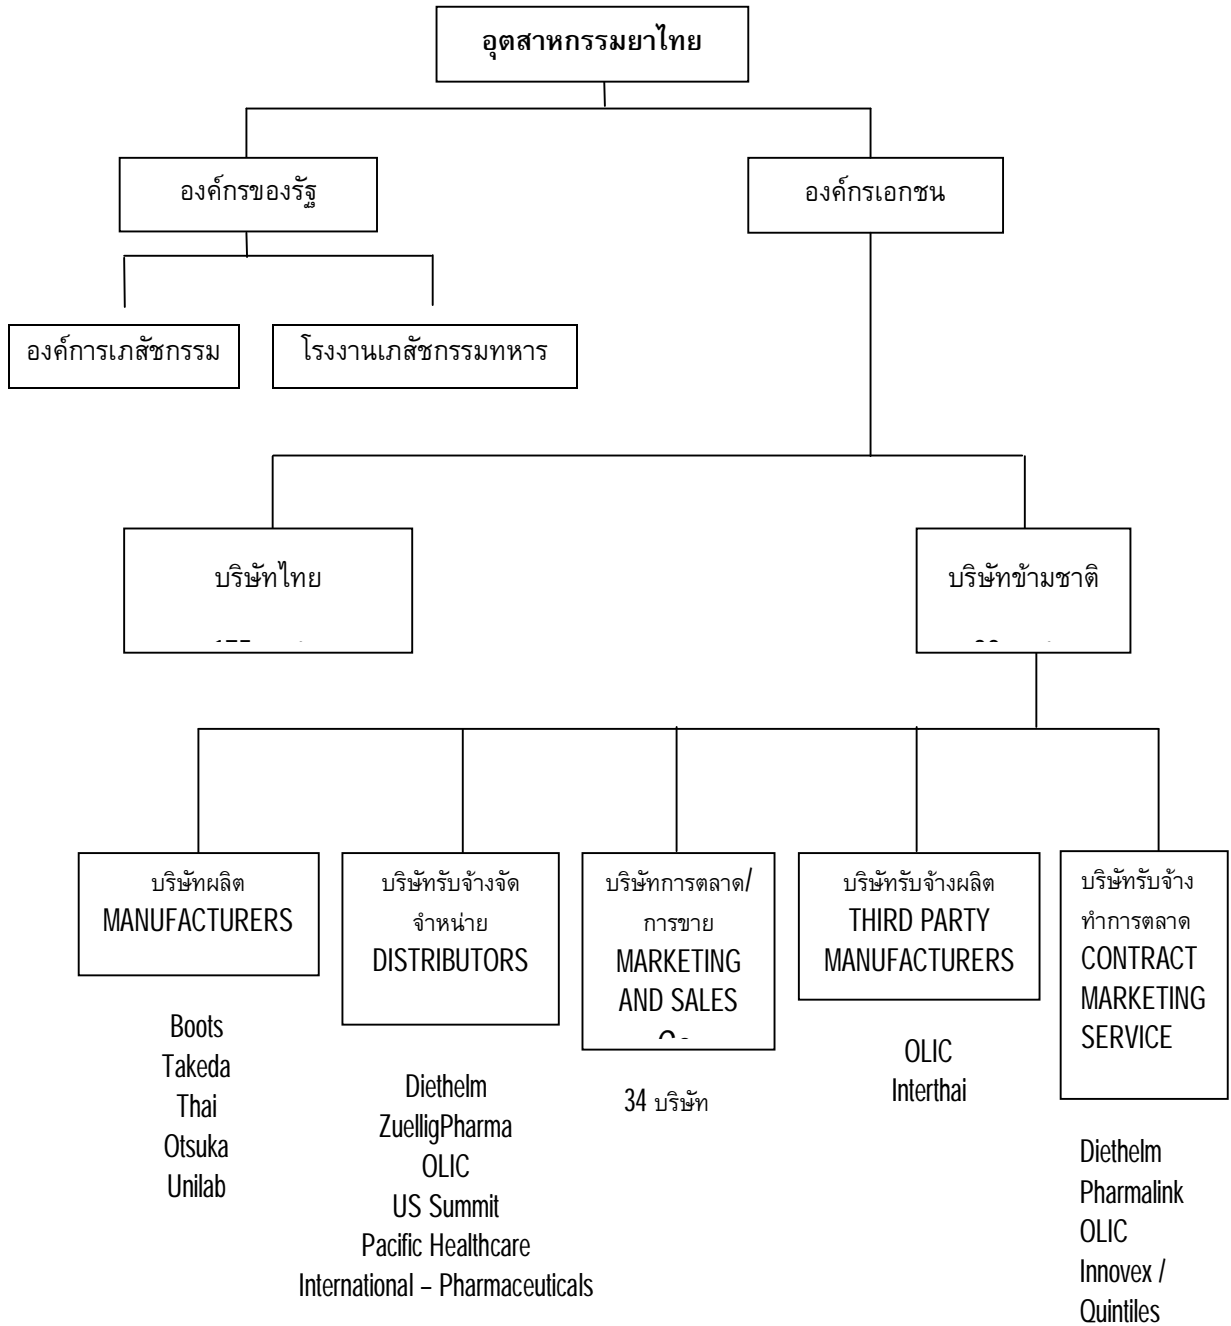 อุตสาหกรรมยาไทย
องค์กรของรัฐ
องค์กรเอกชน
องค์การเภสัชกรรม
โรงงานเภสัชกรรมทหาร
บริษัทไทย
บริษัทข้ามชาติ
บริษัทผลิต
MANUFACTURERS
Boots
Takeda
Thai
Otsuka
Unilab
บริษัทรับจ้างจัด
จำหน่าย
DISTRIBUTORS
Diethelm
ZuelligPharma
OLIC
US Summit
Pacific Healthcare
International – Pharmaceuticals
บริษัทการตลาด/
การขาย
MARKETING
AND SALES
34 บริษัท
บริษัทรับจ้างผลิต
THIRD PARTY
MANUFACTURERS
OLIC
Interthai
บริษัทรับจ้าง
ทำการตลาด
CONTRACT
MARKETING
SERVICE
Diethelm
Pharmalink
OLIC
Innovex /
Quintiles